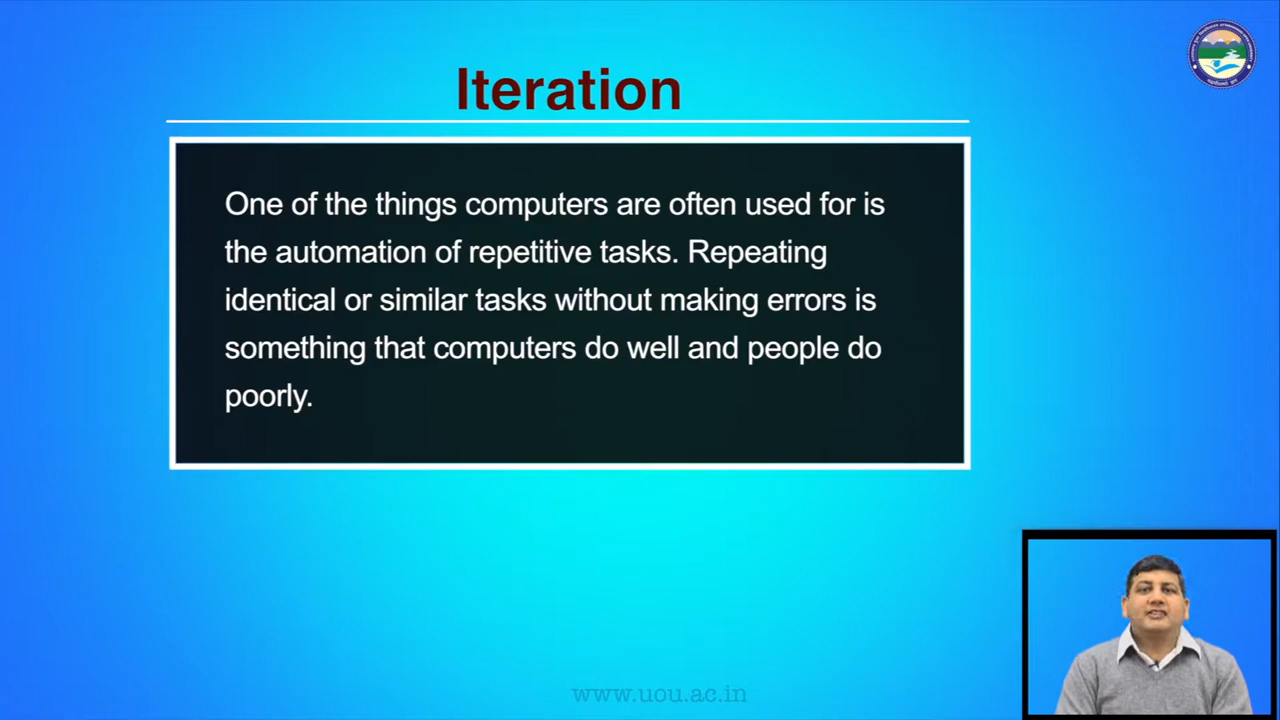 Iteration
One of the things computers are often used for is
the automation of repetitive tasks. Repeating
identical or similar tasks without making errors is
something that computers do well and people do
poorly.
www.uou.ac.in